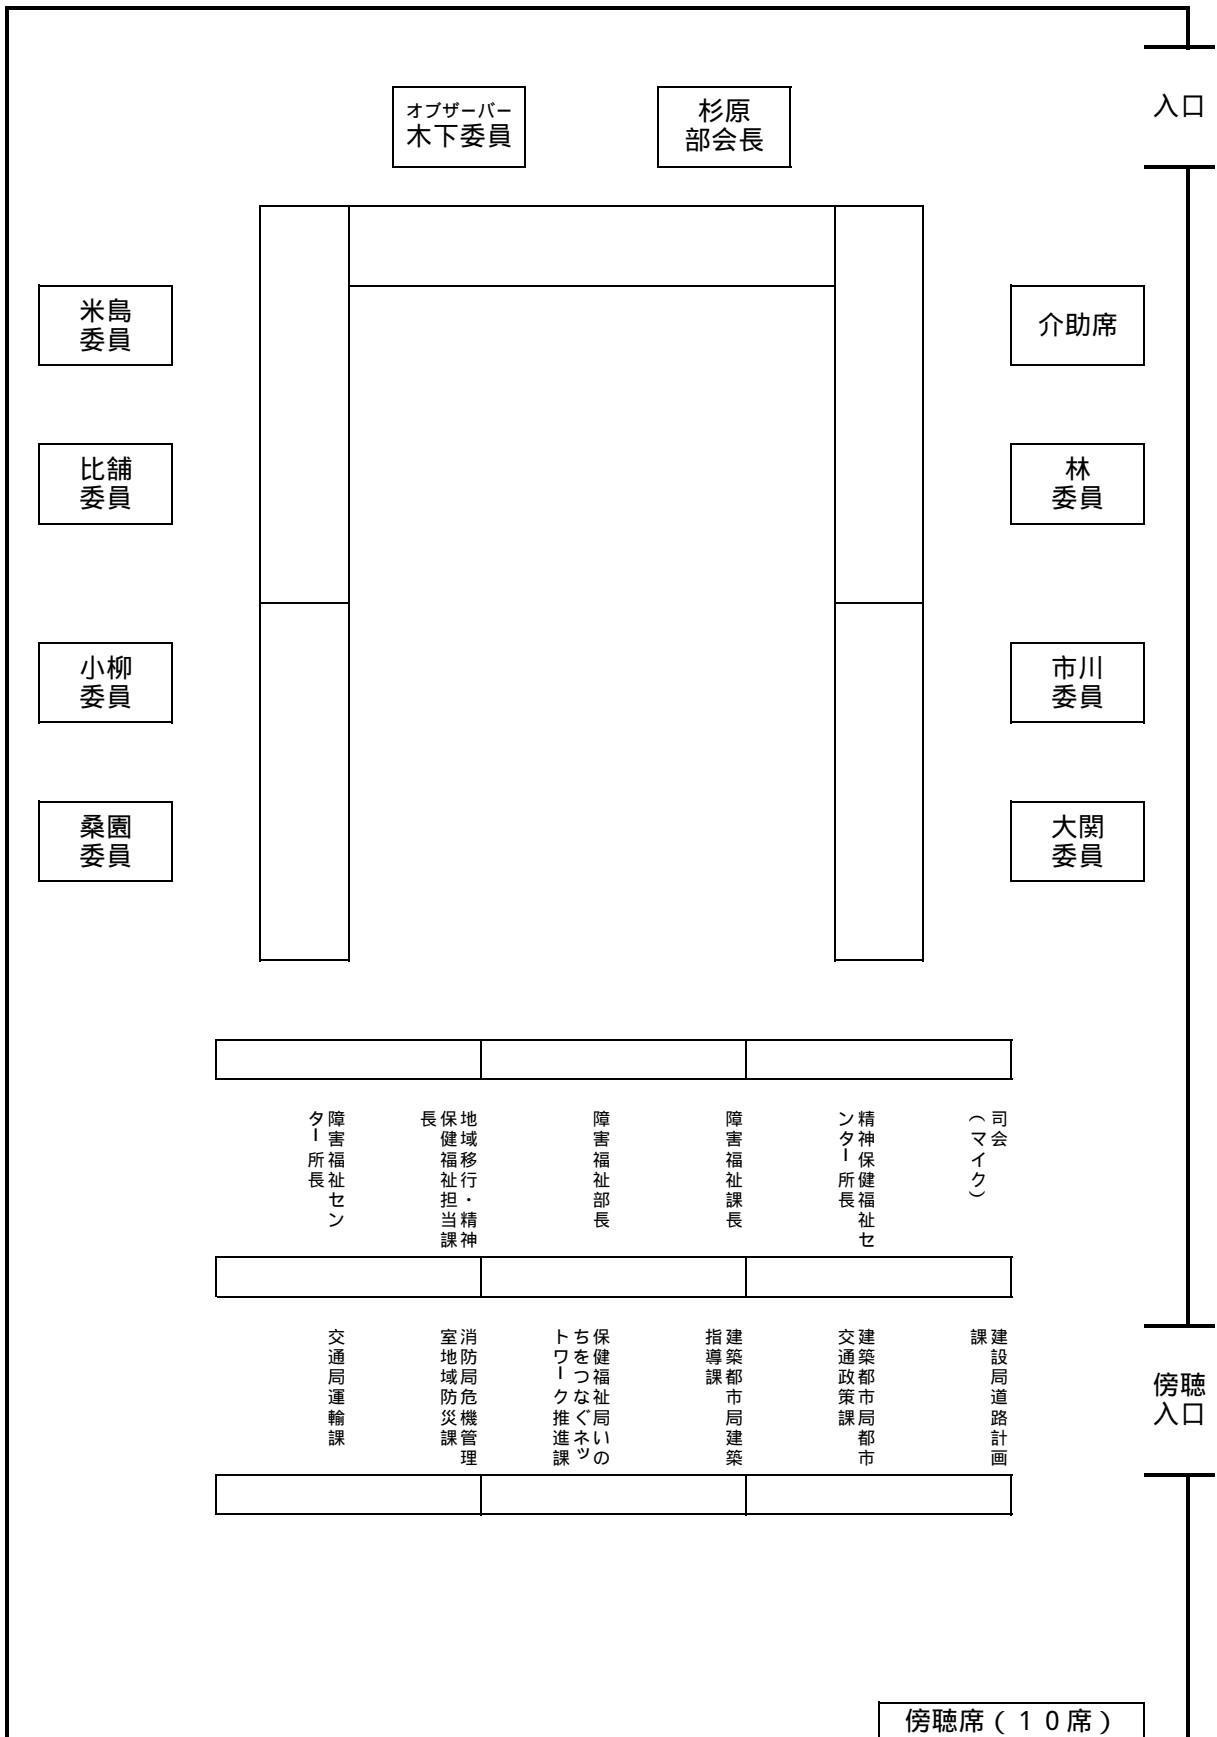 入口
オブザーバー
木下委員
杉原
部会長
米島
委員
介助席
比舗
委員
林
委員
小柳
委員
市川
委員
桑園
委員
大関
委員
障害福祉セン
ター所長
地域移行・精神
保健福祉担当課
長
障害福祉部長
障害福祉課長
精神保健福祉セ
ンター所長
司会
（マイク）
交通局運輸課
消防局危機管理
室地域防災課
保健福祉局いの
ちをつなぐネッ
トワーク推進課
建築都市局建築
指導課
建築都市局都市
交通政策課
建設局道路計画
課
傍聴
入口
傍聴席（１０席）